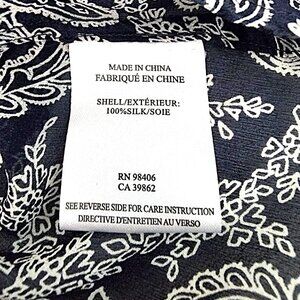 MADE IN CHINA
FABRIQUÉ EN CHINE
SHELL/EXTÉRIEUR:
100%SILK/SOIE
RN 98406
CA 39862
SEE REVERSE SIDE FOR CARE INSTRUCTION
DIRECTIVE D'ENTRETIEN AU VERSO